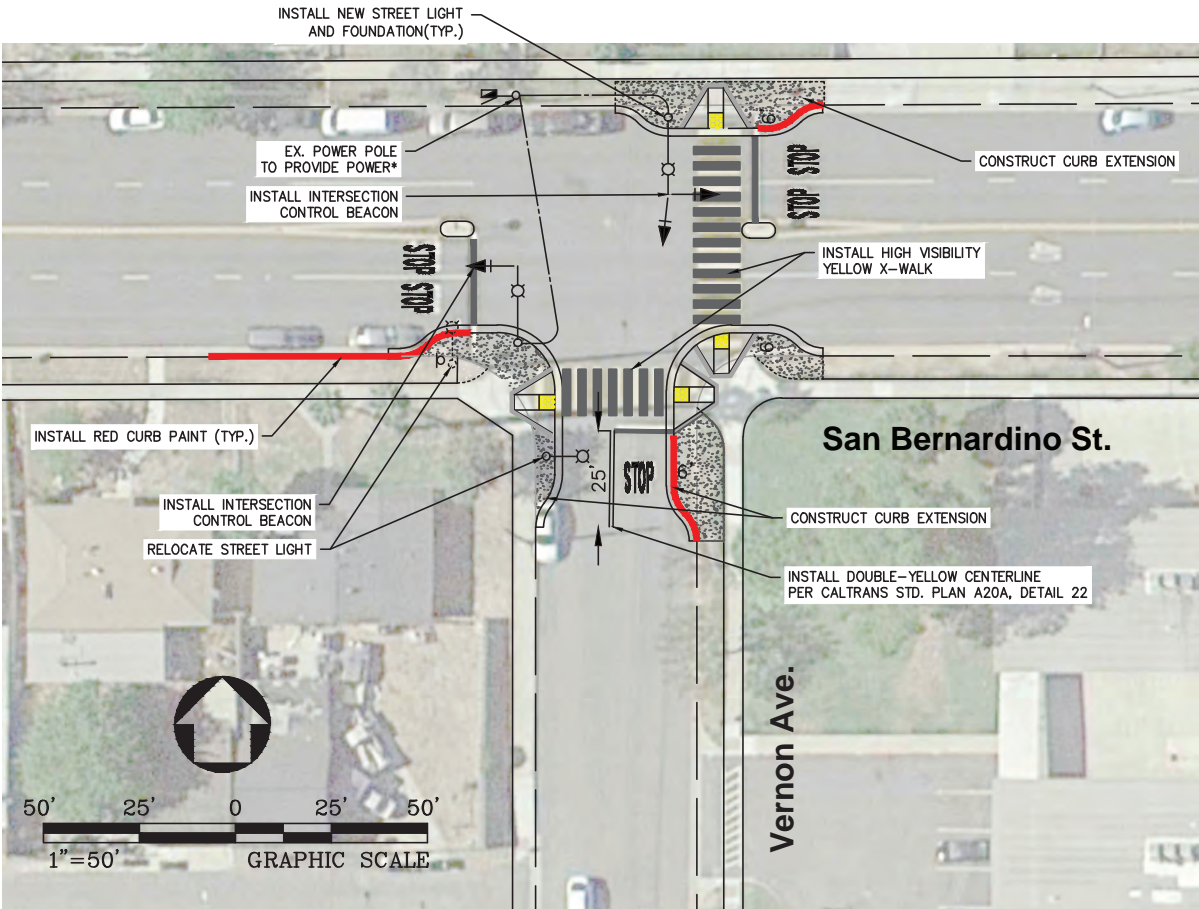 INSTALL NEW STREET LIGHT
AND FOUNDATION(TYP.)
EX. POWER POLE
TO PROVIDE POWER*
INSTALL INTERSECTION
CONTROL BEACON
6'
STOP STOP
CONSTRUCT CURB EXTENSION
STOP STOP
INSTALL HIGH VISIBILITY
YELLOW X-WALK
P
6'
INSTALL RED CURB PAINT (TYP.)
San Bernardino St.
25'
STOP
6'
INSTALL INTERSECTION
CONTROL BEACON
RELOCATE STREET LIGHT
CONSTRUCT CURB EXTENSION
INSTALL DOUBLE-YELLOW CENTERLINE
PER CALTRANS STD. PLAN A20A, DETAIL 22
Vernon Ave.
50' 25' 0 25' 50'
1"=50' GRAPHIC SCALE